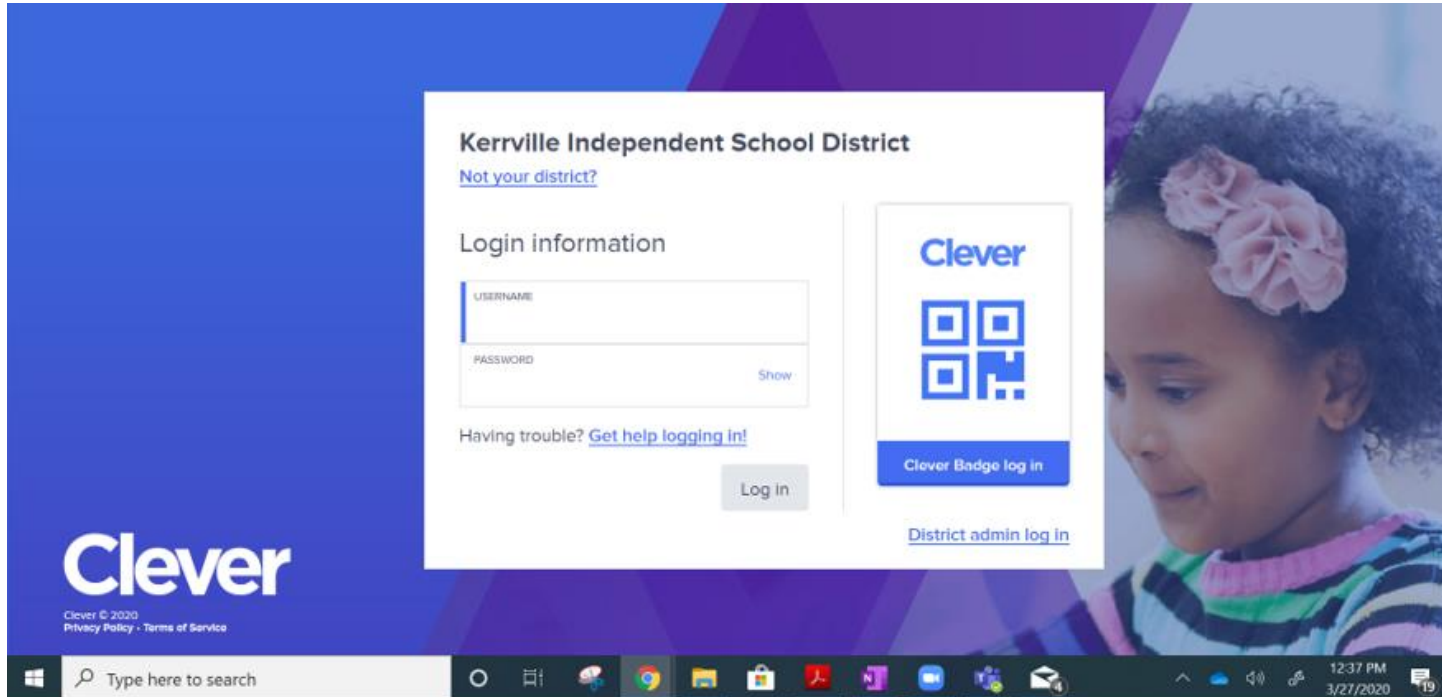 Kerrville Independent School District
Not your district?
Login information
USERNAME
PASSWORD
Show
Having trouble? Get help logging in!
Log in
Clever
Clever Badge log in
District admin log in
Clever
Clever © 2020
Privacy Policy - Terms of Service
Type here to search
N
4
12:37 PM
3/27/2020
19